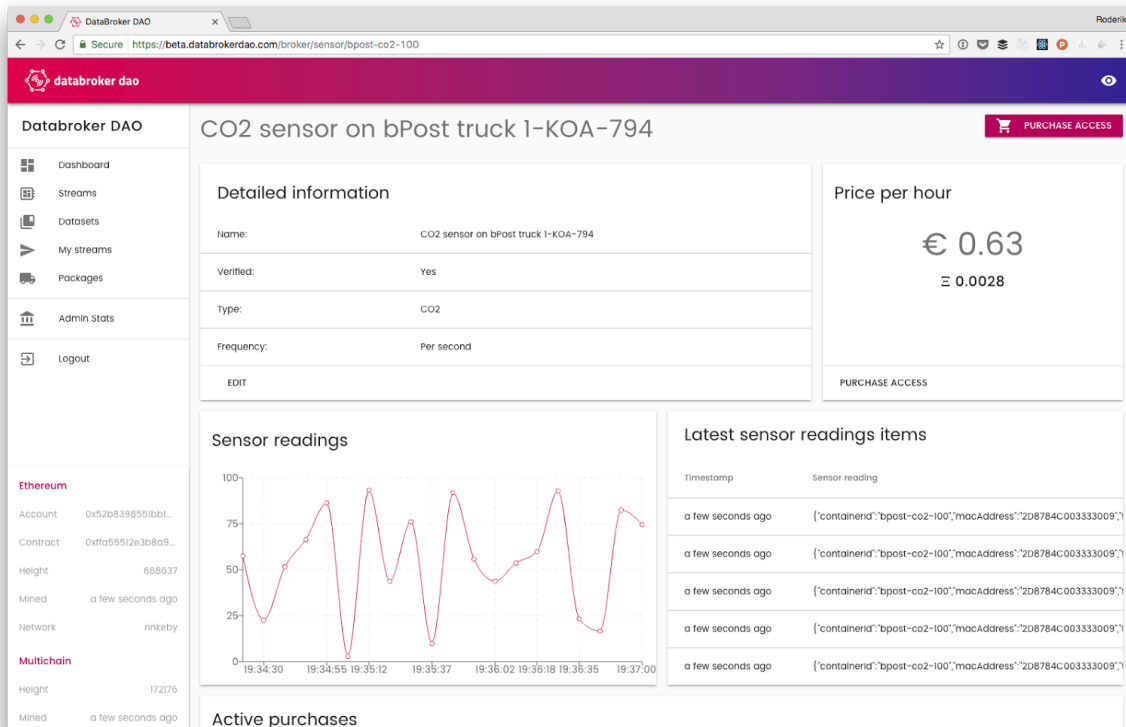 DataBroker DAO
Roderik
Secure https://beta.databrokerdao.com/broker/sensor/bpost-co2-100
databroker dao
Databroker DAO
Dashboard
Streams
Datasets
My streams
Packages
Admin Stats
Logout
Ethereum
Account 0x52b8398551bb1...
Contract 0xffa55512e3b8a9...
Height 668637
Mined a few seconds ago
Network rinkeby
Multichain
Height 172176
Mined a few seconds ago
CO2 sensor on bPost truck 1-KOA-794
PURCHASE ACCESS
Detailed information
Name: CO2 sensor on bPost truck 1-KOA-794
Verified: Yes
Type: CO2
Frequency: Per second
EDIT
Price per hour
€ 0.63
Ξ 0.0028
PURCHASE ACCESS
Sensor readings
100
75
50
25
0
19:34:30 19:34:55 19:35:12 19:35:37 19:36:02 19:36:18 19:36:35 19:37:00
Latest sensor readings items
Timestamp Sensor reading
a few seconds ago {"containerid":"bpost-co2-100","macAddress":"2D8784C003333009","
a few seconds ago {"containerid":"bpost-co2-100","macAddress":"2D8784C003333009","
a few seconds ago {"containerid":"bpost-co2-100","macAddress":"2D8784C003333009","
a few seconds ago {"containerid":"bpost-co2-100","macAddress":"2D8784C003333009","
a few seconds ago {"containerid":"bpost-co2-100","macAddress":"2D8784C003333009","
Active purchases